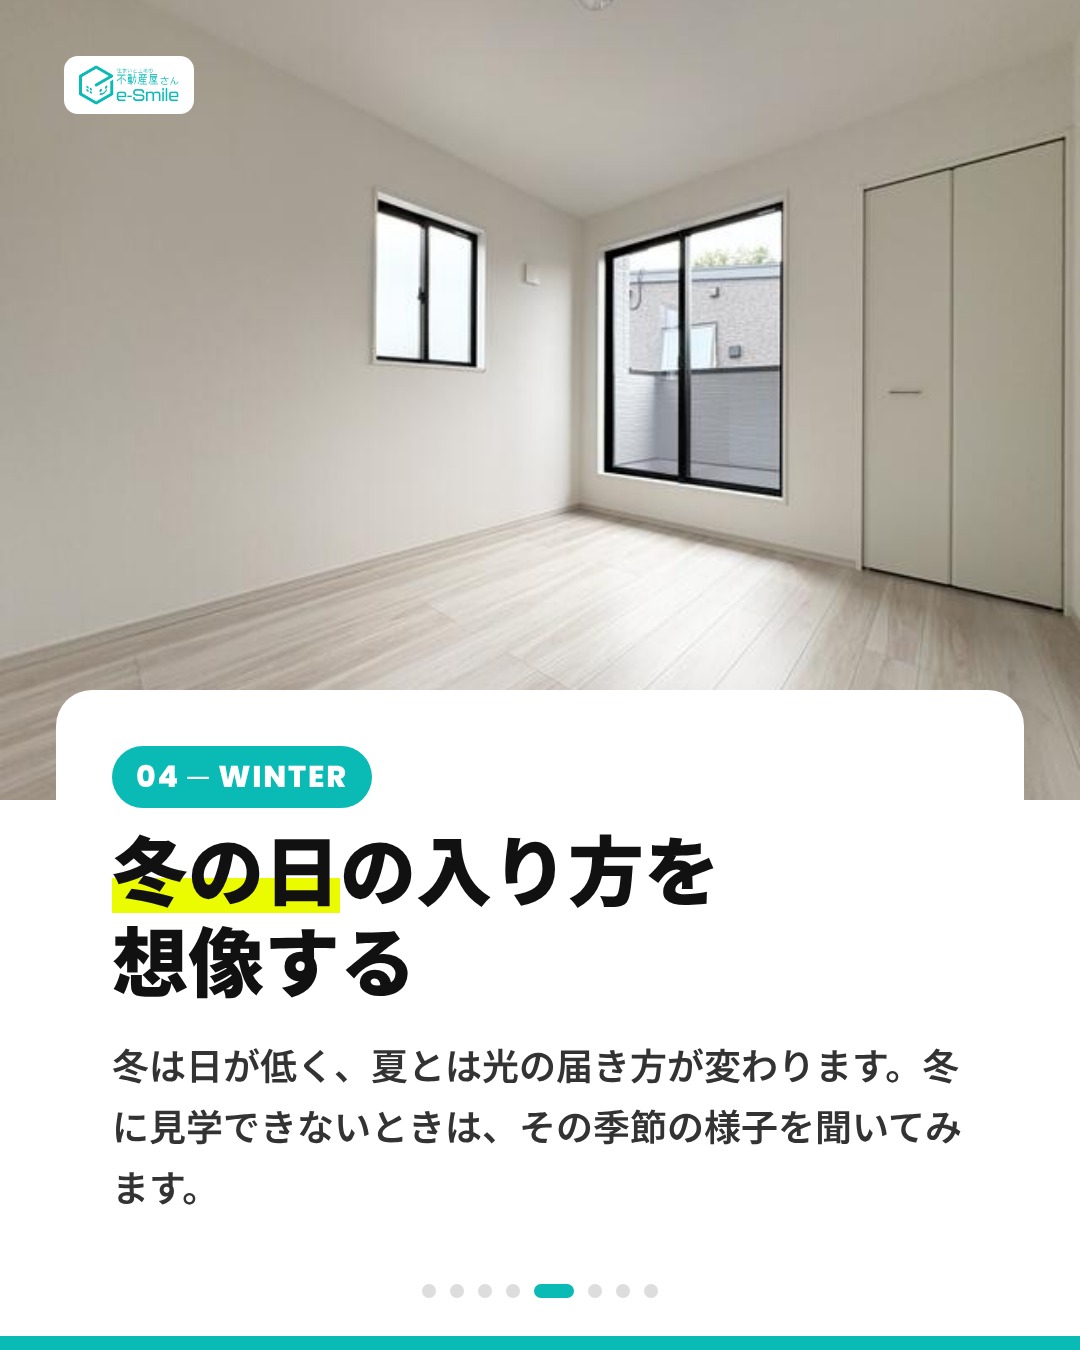 不動産屋さん
e-Smile
04 — WINTER
冬の日の入り方を
想像する
冬は日が低く、夏とは光の届き方が変わります。冬
に見学できないときは、その季節の様子を聞いてみ
ます。